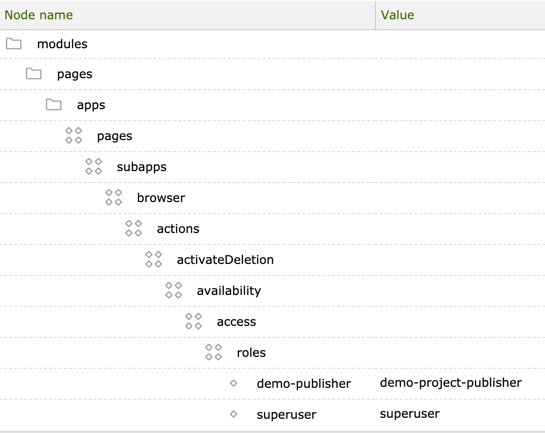 Node name Value
modules
pages
apps
pages
subapps
browser
actions
activateDeletion
availability
access
roles
demo-publisher demo-project-publisher
superuser superuser